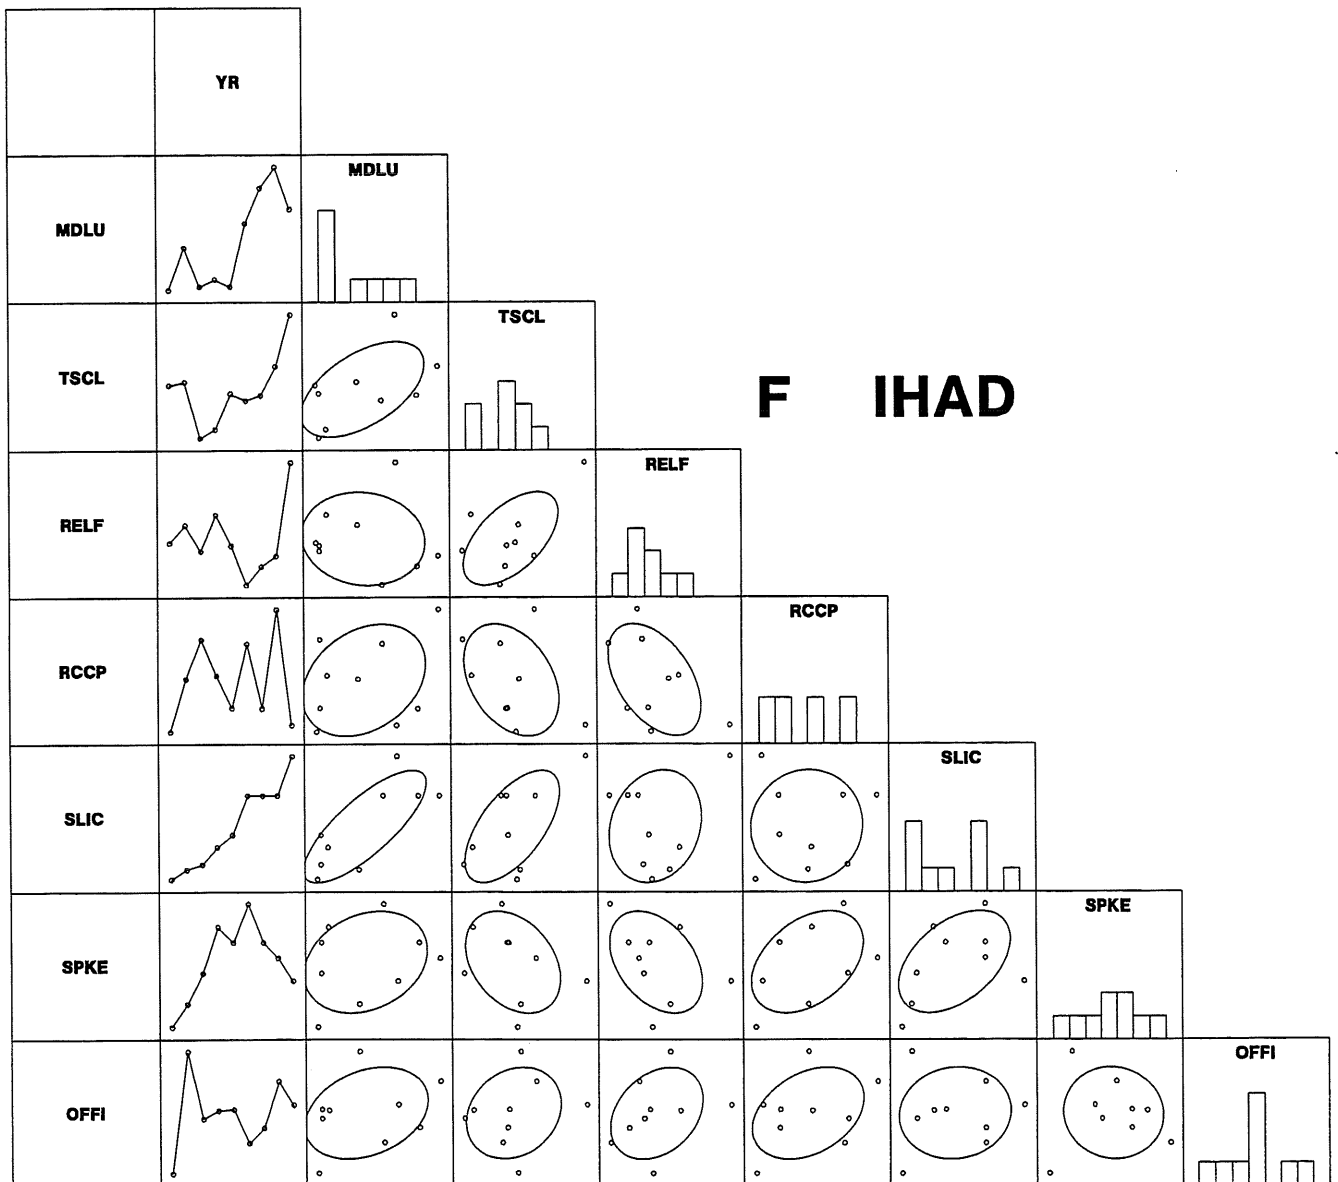 YR
MDLU
MDLU
TSCL
TSCL
F IHAD
RELF
RELF
RCCP
RCCP
SLIC
SLIC
SPKE
SPKE
OFFI
OFFI